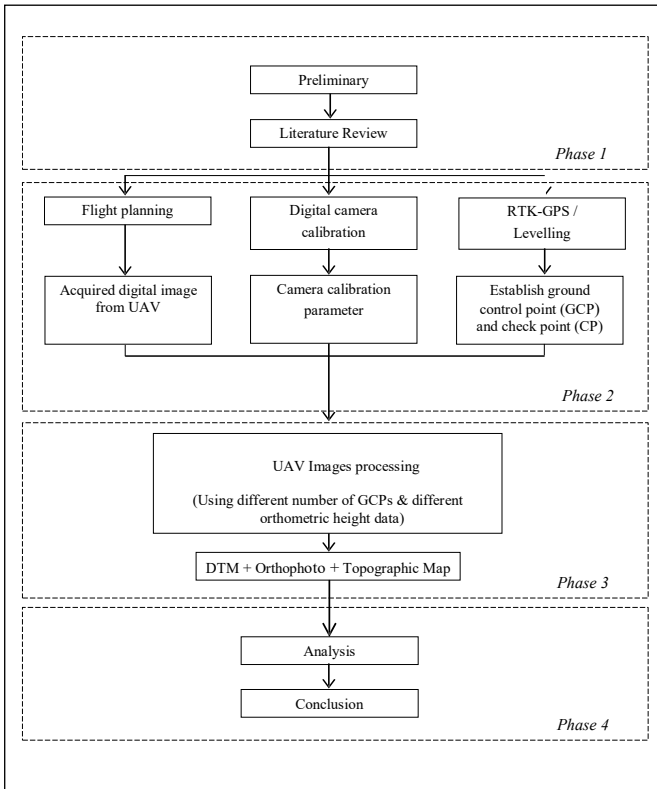 Preliminary
Literature Review
Phase 1
Flight planning
Digital camera
calibration
RTK-GPS /
Levelling
Acquired digital image
from UAV
Camera calibration
parameter
Establish ground
control point (GCP)
and check point (CP)
Phase 2
UAV Images processing
(Using different number of GCPs & different
orthometric height data)
DTM + Orthophoto + Topographic Map
Phase 3
Analysis
Conclusion
Phase 4